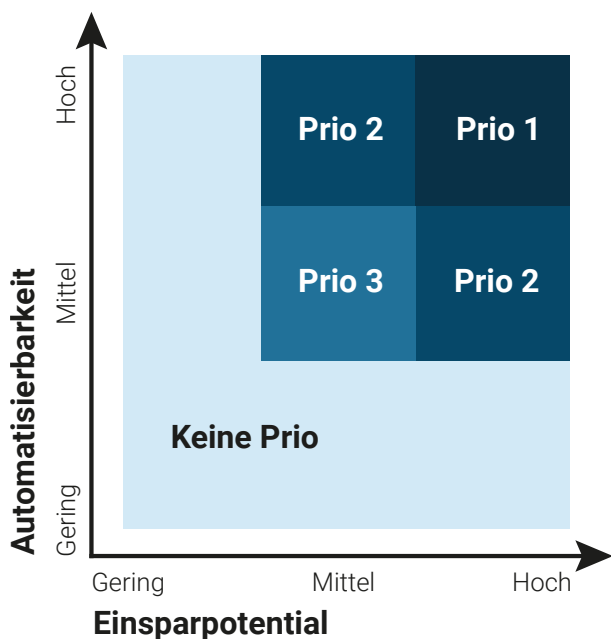 Automatisierbarkeit
Hoch
Mittel
Gering
Prio 2
Prio 1
Prio 3
Prio 2
Keine Prio
Gering
Mittel
Hoch
Einsparpotential